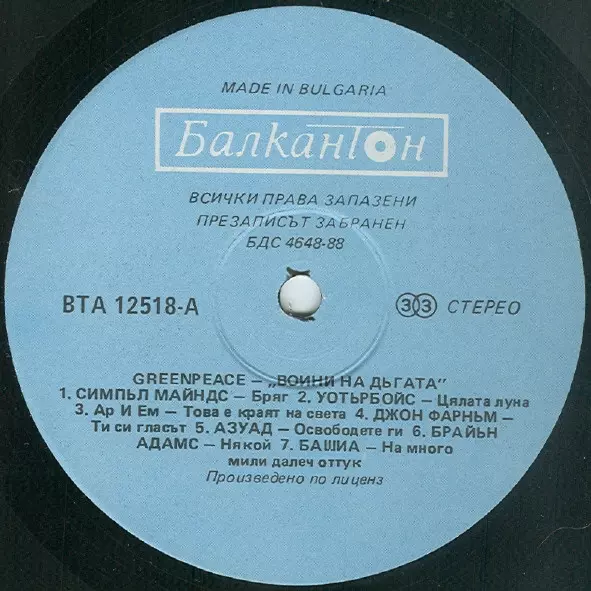 MADE IN BULGARIA
Балкантон
ВСИЧКИ ПРАВА ЗАПАЗЕНИ
ПРЕЗАПИСЪТ ЗАБРАНЕН
БДС 4648-88
ВТА 12518-А
33 СТЕРЕО
GREENPEACE – „ВОИНИ НА ДЪГАТА"
1. СИМПЪЛ МАЙНДС – Бряг 2. УОТЪРБОЙС – Цялата луна
3. Ар И Ем – Това е краят на света 4. ДЖОН ФАРНЪМ –
Ти си гласът 5. АЗУАД – Освободете ги 6. БРАЙЪН
АДАМС – Някой 7. БАШИА – На много
мили далеч оттук
Произведено по лиценз